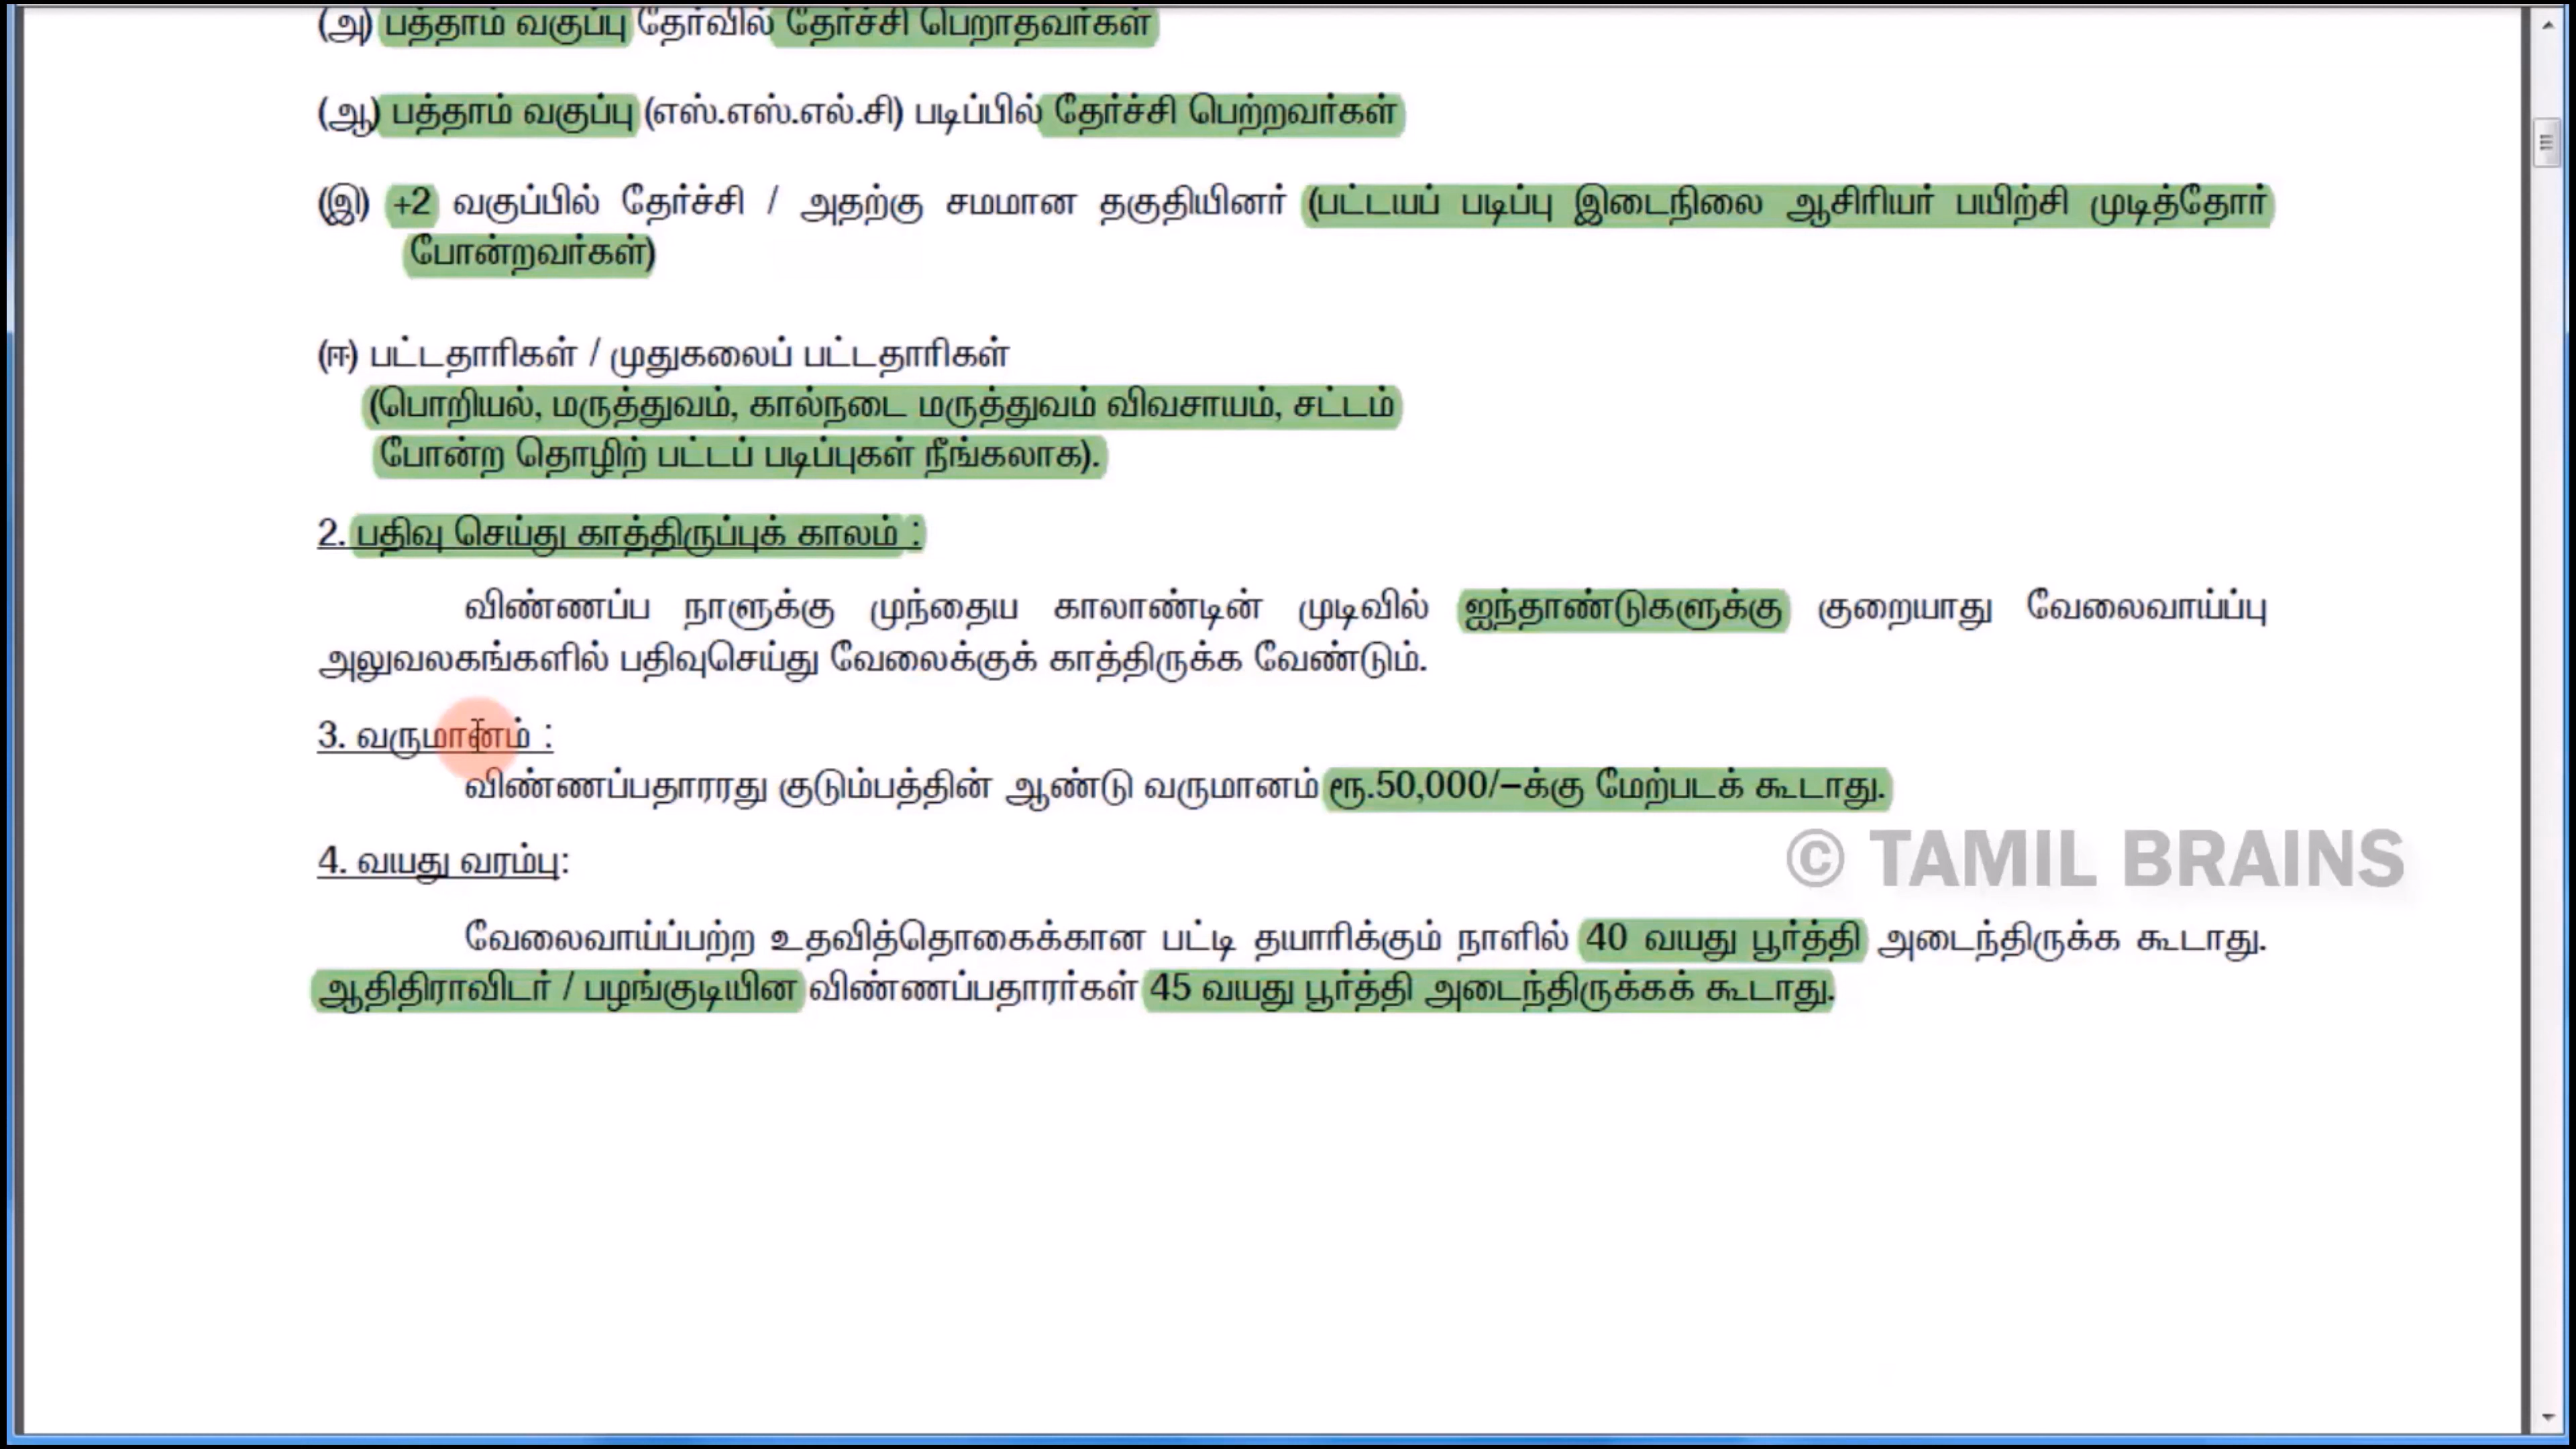 (அ) பத்தாம் வகுப்பு தேர்வில் தேர்ச்சி பெறாதவர்கள்
(ஆ) பத்தாம் வகுப்பு (எஸ்.எஸ்.எல்.சி) படிப்பில் தேர்ச்சி பெற்றவர்கள்
(இ) +2 வகுப்பில் தேர்ச்சி / அதற்கு சமமான தகுதியினர் (பட்டயப் படிப்பு இடைநிலை ஆசிரியர் பயிற்சி முடித்தோர்
போன்றவர்கள்)
(ஈ) பட்டதாரிகள் / முதுகலைப் பட்டதாரிகள்
(பொறியல், மருத்துவம், கால்நடை மருத்துவம் விவசாயம், சட்டம்
போன்ற தொழிற் பட்டப் படிப்புகள் நீங்கலாக).
2. பதிவு செய்து காத்திருப்புக் காலம் :
விண்ணப்ப நாளுக்கு முந்தைய காலாண்டின் முடிவில் ஐந்தாண்டுகளுக்கு குறையாது வேலைவாய்ப்பு
அலுவலகங்களில் பதிவுசெய்து வேலைக்குக் காத்திருக்க வேண்டும்.
3. வருமானம் :
விண்ணப்பதாரரது குடும்பத்தின் ஆண்டு வருமானம் ரூ.50,000/–க்கு மேற்படக் கூடாது.
4. வயது வரம்பு:
© TAMIL BRAINS
வேலைவாய்ப்பற்ற உதவித்தொகைக்கான பட்டி தயாரிக்கும் நாளில் 40 வயது பூர்த்தி அடைந்திருக்க கூடாது.
ஆதிதிராவிடர் / பழங்குடியின விண்ணப்பதாரர்கள் 45 வயது பூர்த்தி அடைந்திருக்கக் கூடாது.